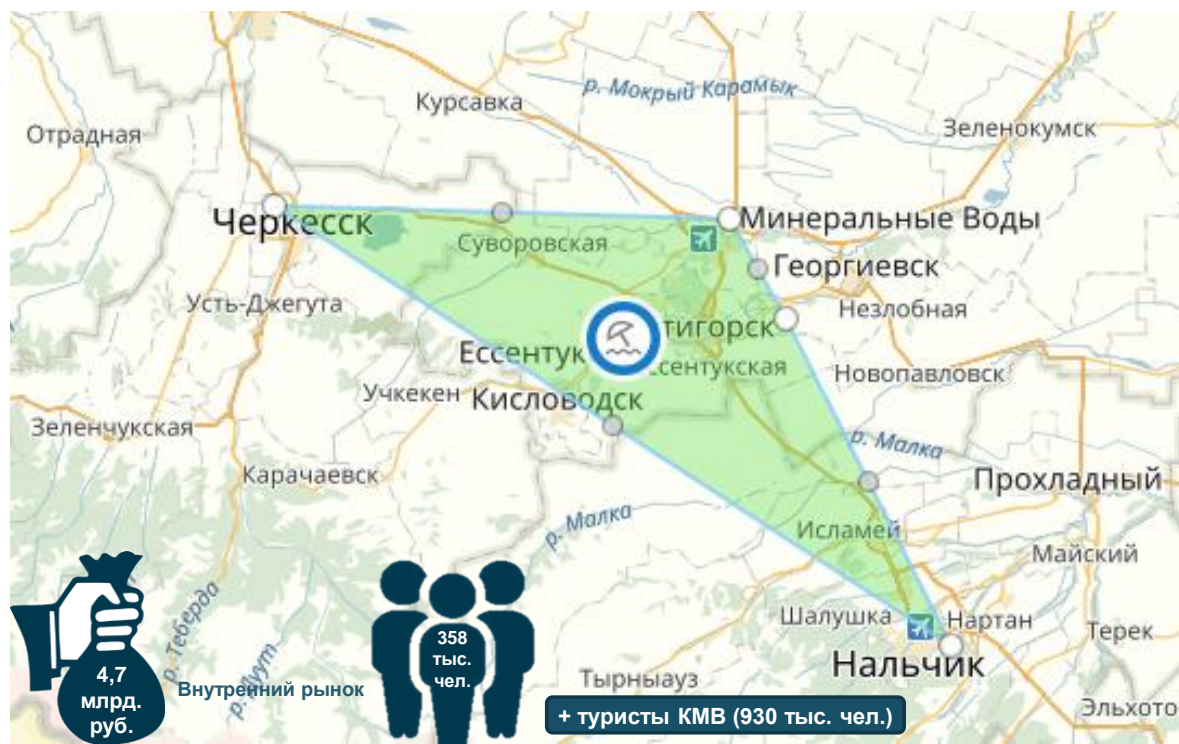 р. Мокрый Карамык
Курсавка
Отрадная
Зеленокумск
Черкесск
Минеральные Воды
Суворовская
Георгиевск
Усть-Джегута
Незлобная
тигорск
Ессентук
ссентукская
Новопавловск
Учкекен
Кисловодск
Зеленчукская
р. Малка
Карачаевск
Прохладный
р. Малка
Исламей
Майский
р. Теберда
Шалушка
Нартан
Терек
358
тыс.
чел.
4,7
млрд.
руб.
Внутренний рынок
Нальчик
Тырныауз
Эльхото
+ туристы КМВ (930 тыс. чел.)